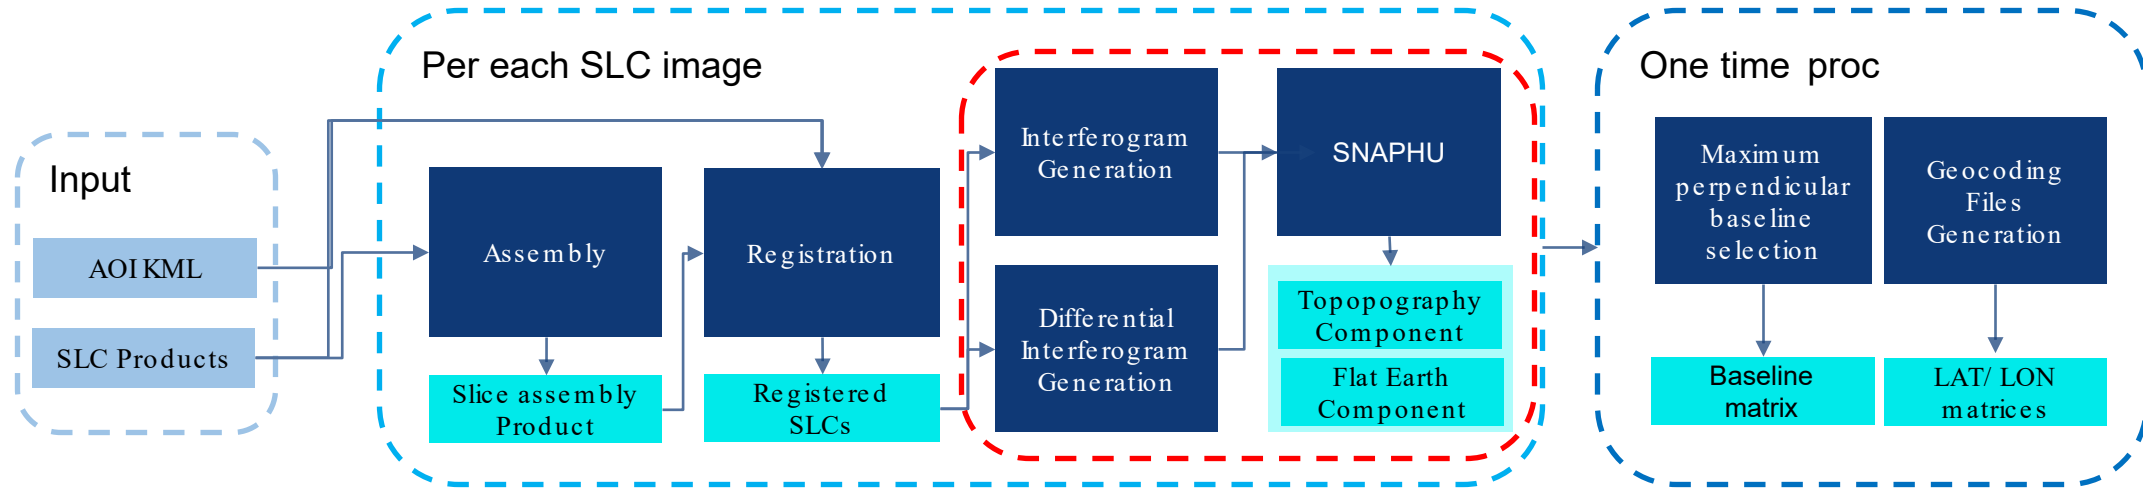 Input
AOI KML
SLC Products
Per each SLC image
Assembly
Slice assembly
Product
Registration
Registered
SLCs
Interferogram
Generation
Differential
Interferogram
Generation
SNAPHU
Topopography
Component
Flat Earth
Component
One time proc
Maximum
perpendicular
baseline
selection
Baseline
matrix
Geocoding
Files
Generation
LAT/ LON
matrices